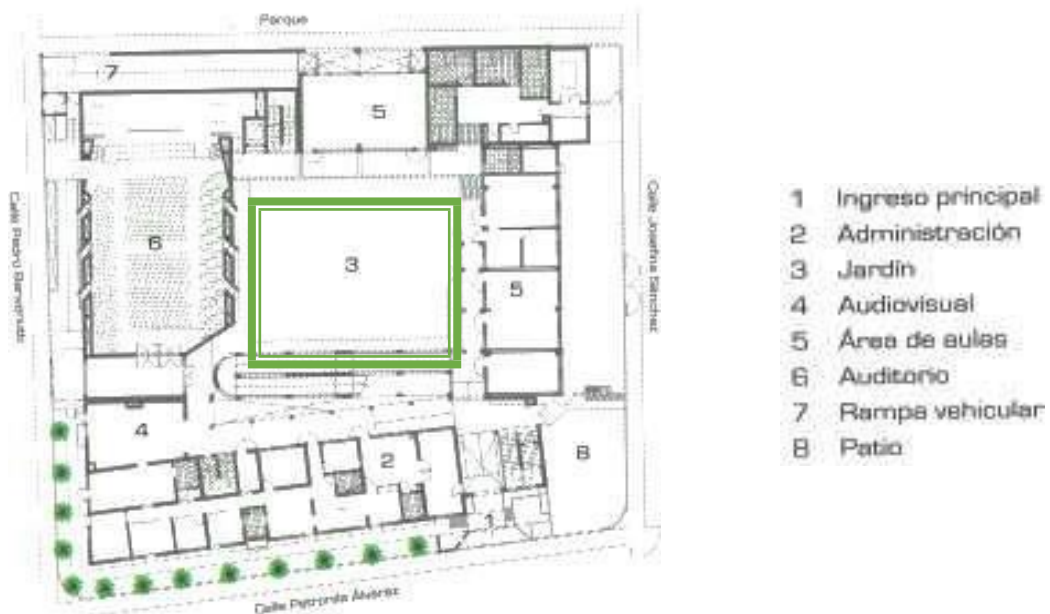 Parque
7
5
Calle Pedro Benvenuto
6
3
5
Calle Josefina Sánchez
4
2
8
1
Calle Petronila Álvarez
1 Ingreso principal
2 Administración
3 Jardín
4 Audiovisual
5 Área de aulas
6 Auditorio
7 Rampa vehicular
8 Patio